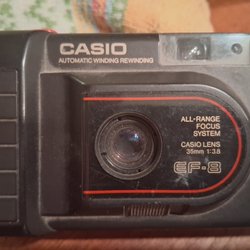 CASIO
AUTOMATIC WINDING REWINDING
ALL-RANGE
FOCUS
SYSTEM
CASIO LENS
35mm 1:3.8
EF-8